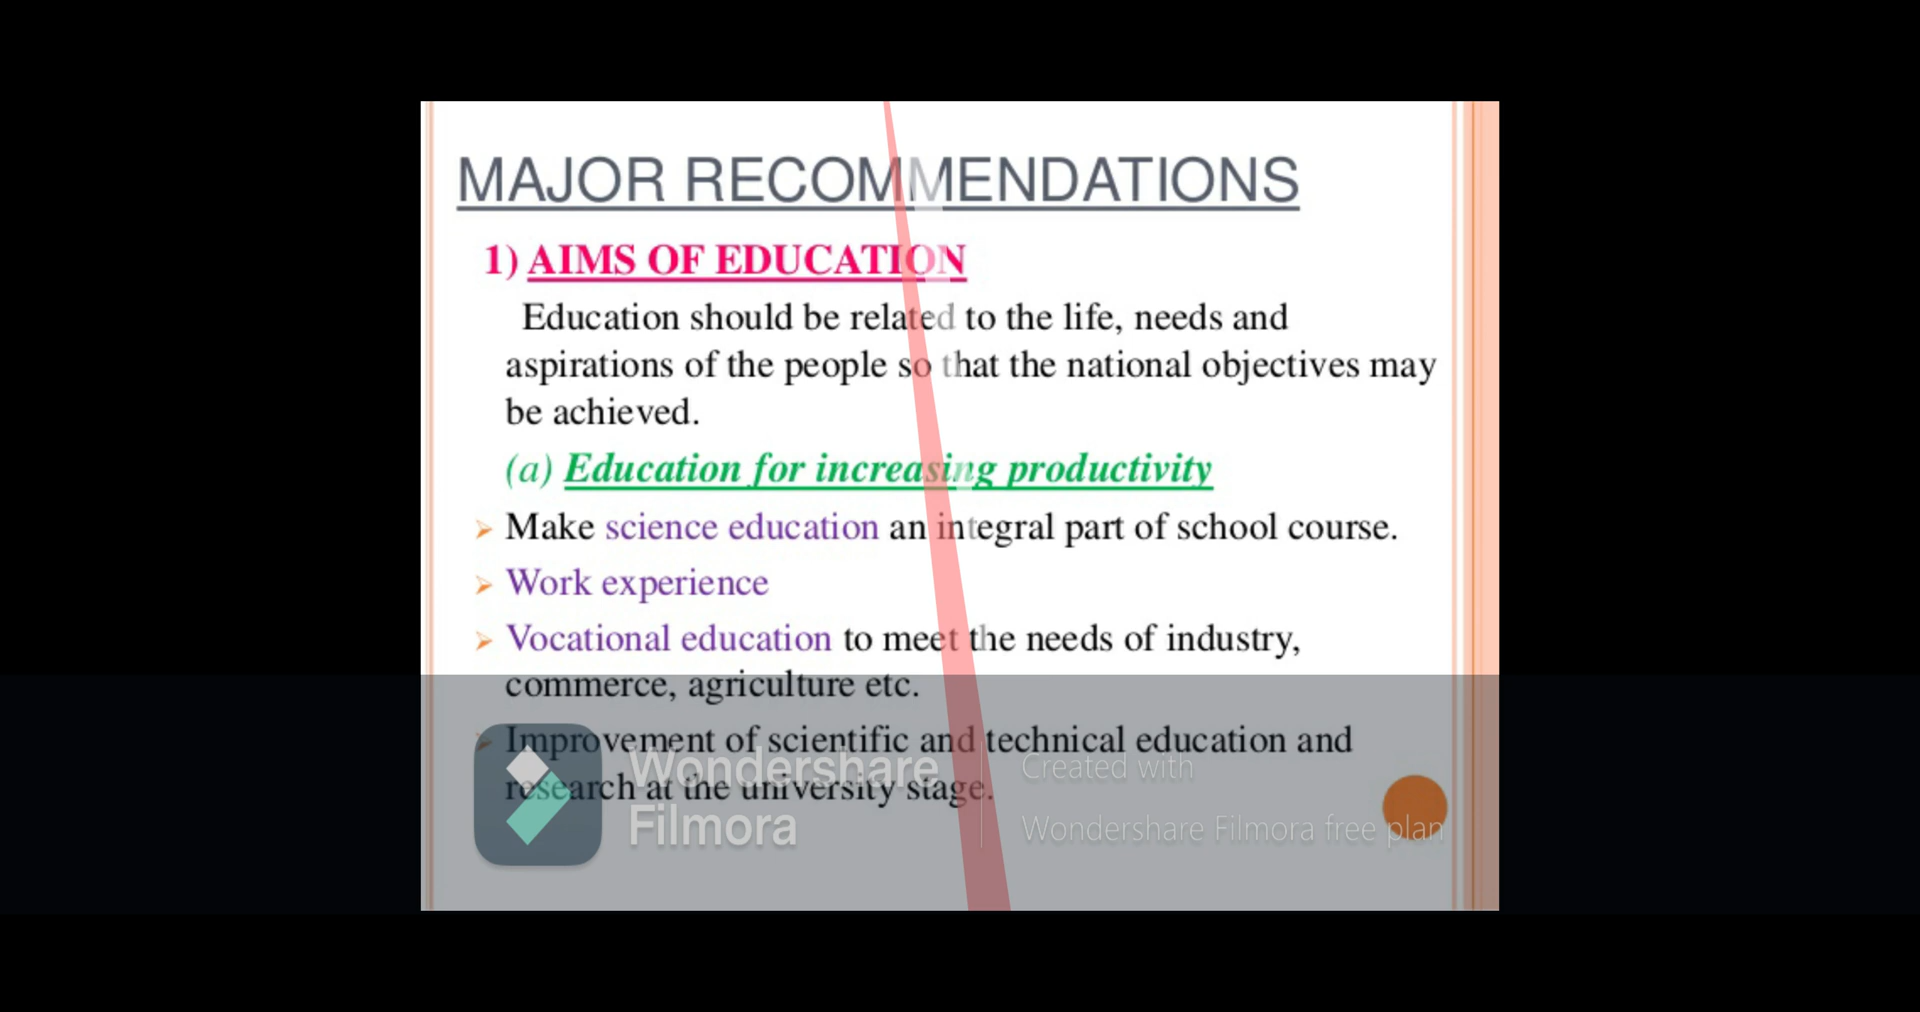 MAJOR RECOMMENDATIONS
1) AIMS OF EDUCATION
Education should be related to the life, needs and
aspirations of the people so that the national objectives may
be achieved.
(a) Education for increasing productivity
➢ Make science education an integral part of school course.
➢ Work experience
➢ Vocational education to meet the needs of industry,
commerce, agriculture etc.
➢ Improvement of scientific and technical education and
research at the university stage.
Wondershare
Filmora
Created with
Wondershare Filmora free plan